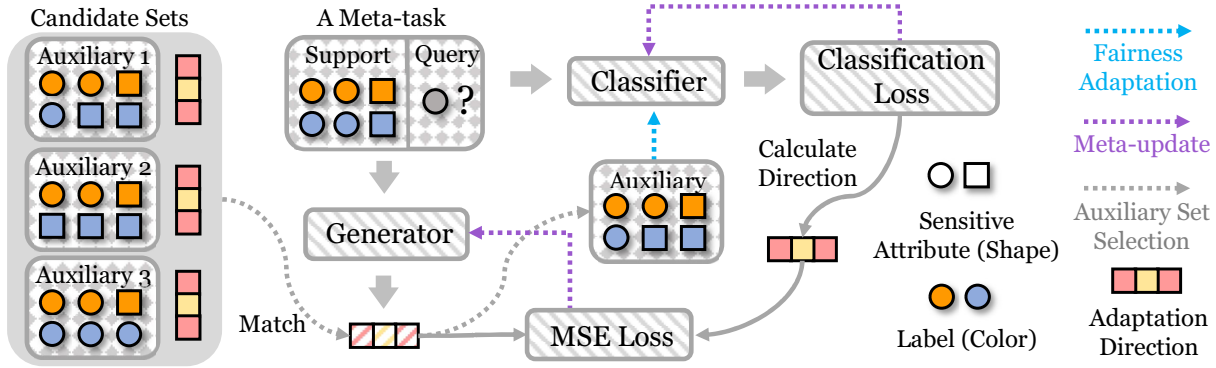 Candidate Sets
Auxiliary 1
Auxiliary 2
Auxiliary 3
A Meta-task
Support
Query
?
Generator
Match
Classifier
Auxiliary
MSE Loss
Classification
Loss
Calculate
Direction
Sensitive
Attribute (Shape)
Label (Color)
Fairness
Adaptation
Meta-update
Auxiliary Set
Selection
Adaptation
Direction